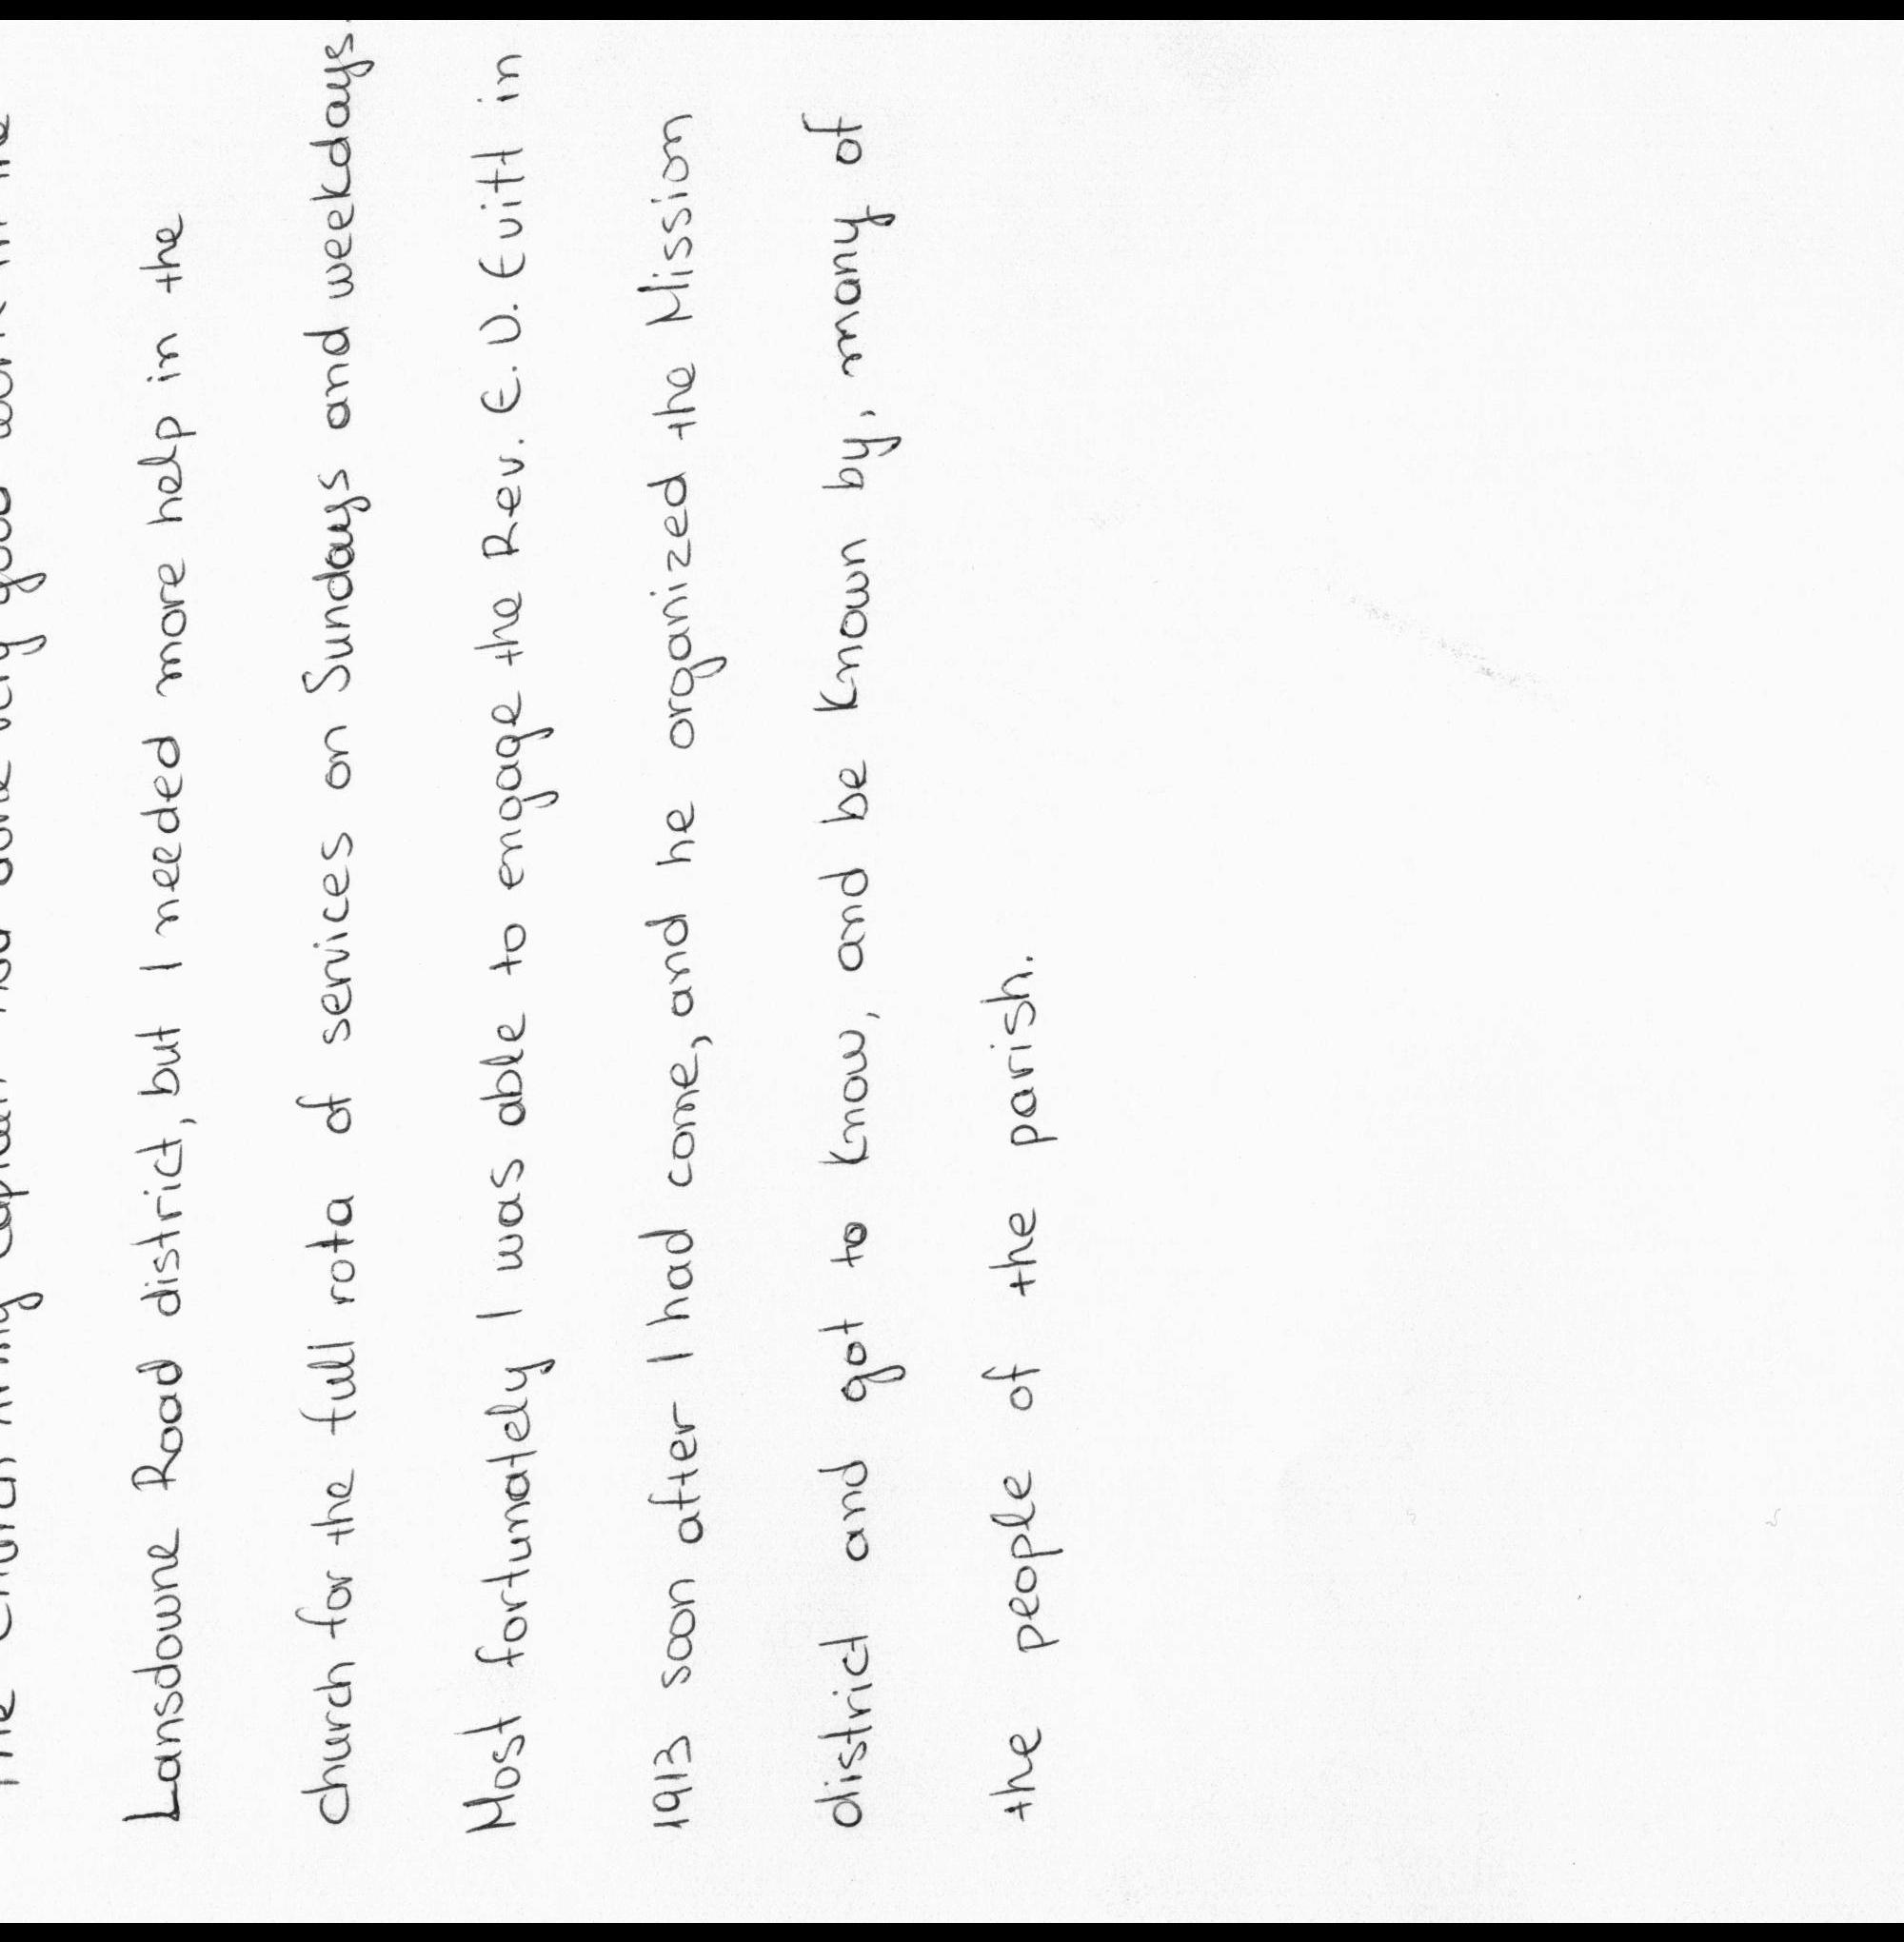 The Church Army Captain had done very good work in the
Lansdowne Road district, but I needed more help in the
church for the full rota of services on Sundays and weekdays.
Most fortunately I was able to engage the Rev. E. V. Evitt in
1913 soon after I had come, and he organized the Mission
district and got to know, and be known by, many of
the people of the parish.